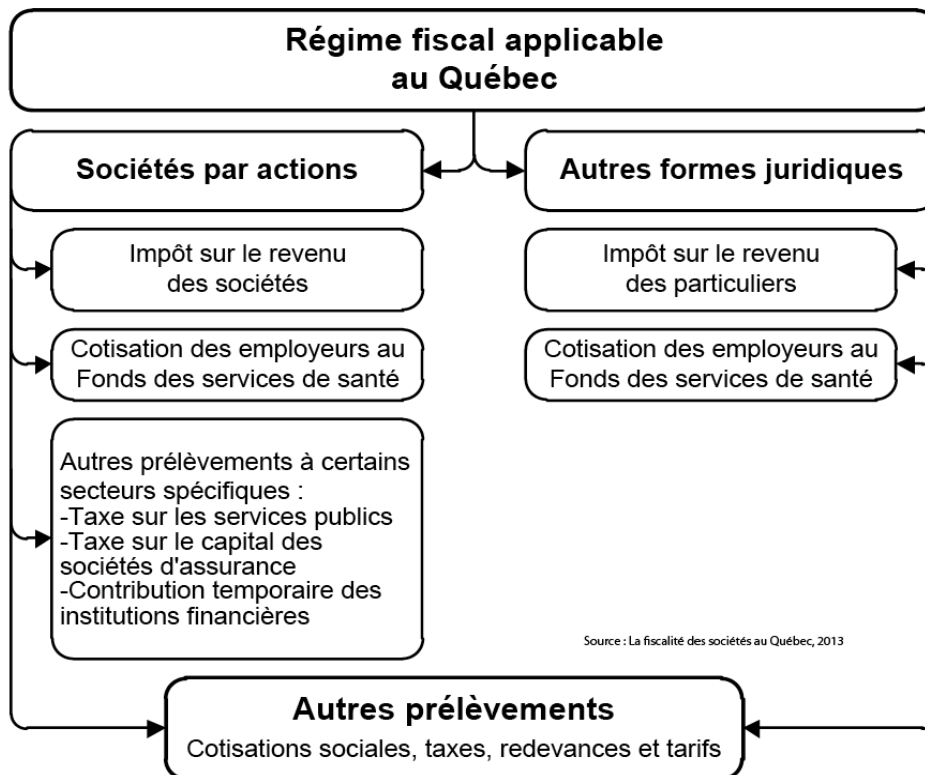 Régime fiscal applicable
au Québec
Sociétés par actions
Autres formes juridiques
Impôt sur le revenu
des sociétés
Impôt sur le revenu
des particuliers
Cotisation des employeurs au
Fonds des services de santé
Cotisation des employeurs au
Fonds des services de santé
Autres prélèvements à certains
secteurs spécifiques :
-Taxe sur les services publics
-Taxe sur le capital des
sociétés d'assurance
-Contribution temporaire des
institutions financières
Source : La fiscalité des sociétés au Québec, 2013
Autres prélèvements
Cotisations sociales, taxes, redevances et tarifs